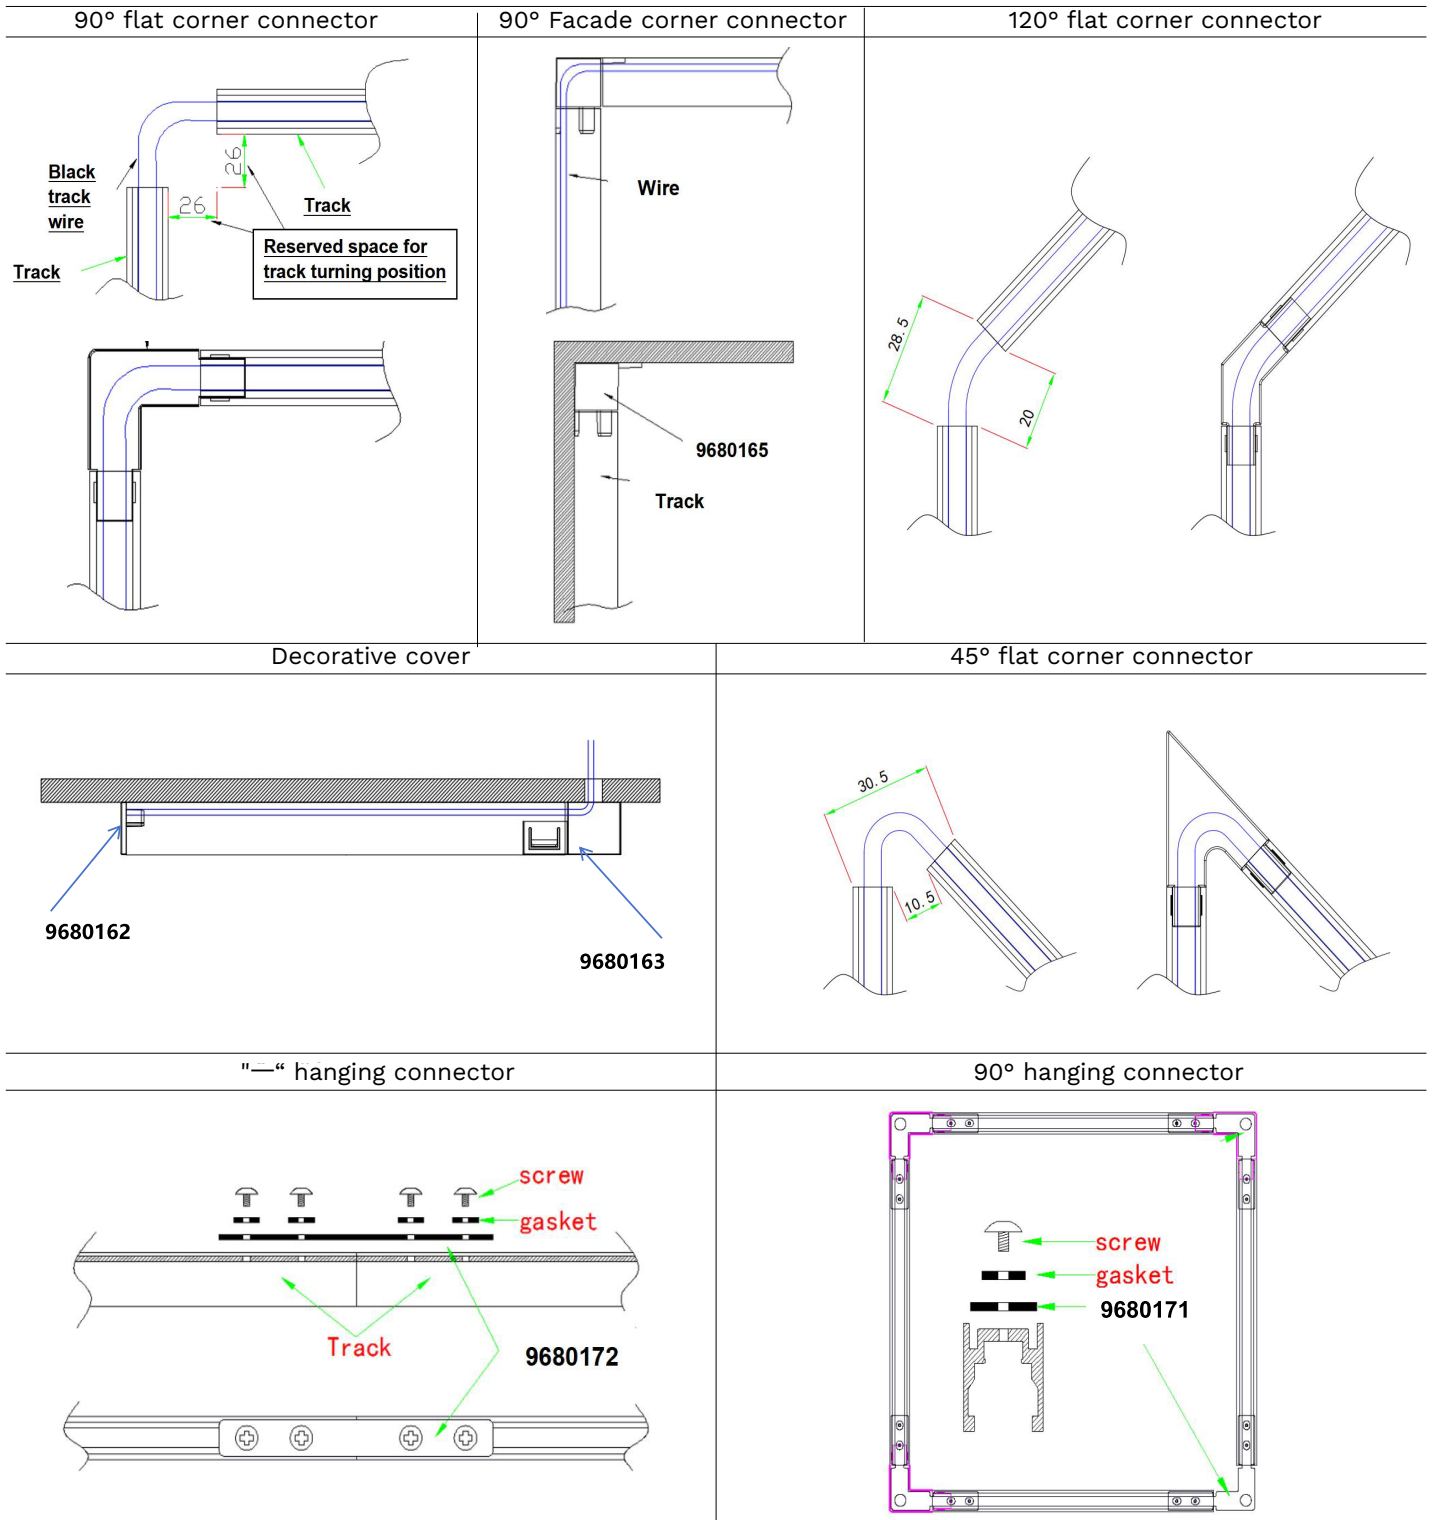 90° flat corner connector
90° Facade corner connector
120° flat corner connector
Black
track
wire
26
26
Track
Track
Reserved space for
track turning position
Wire
9680165
Track
28.5
20
Decorative cover
45° flat corner connector
9680162
9680163
30.5
10.5
"一“ hanging connector
90° hanging connector
screw
gasket
Track
9680172
screw
gasket
9680171